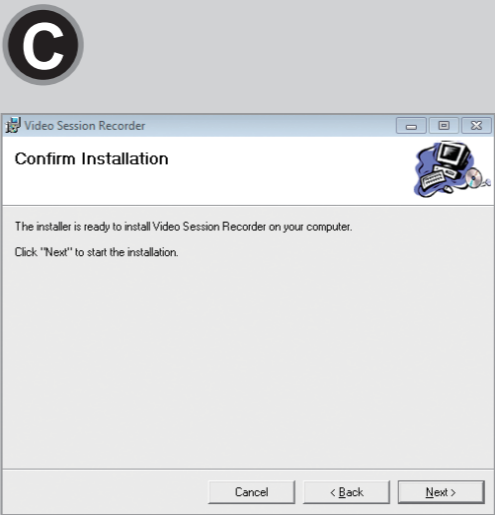 C
Video Session Recorder
Confirm Installation
The installer is ready to install Video Session Recorder on your computer.
Click "Next" to start the installation.
Cancel
< Back
Next >